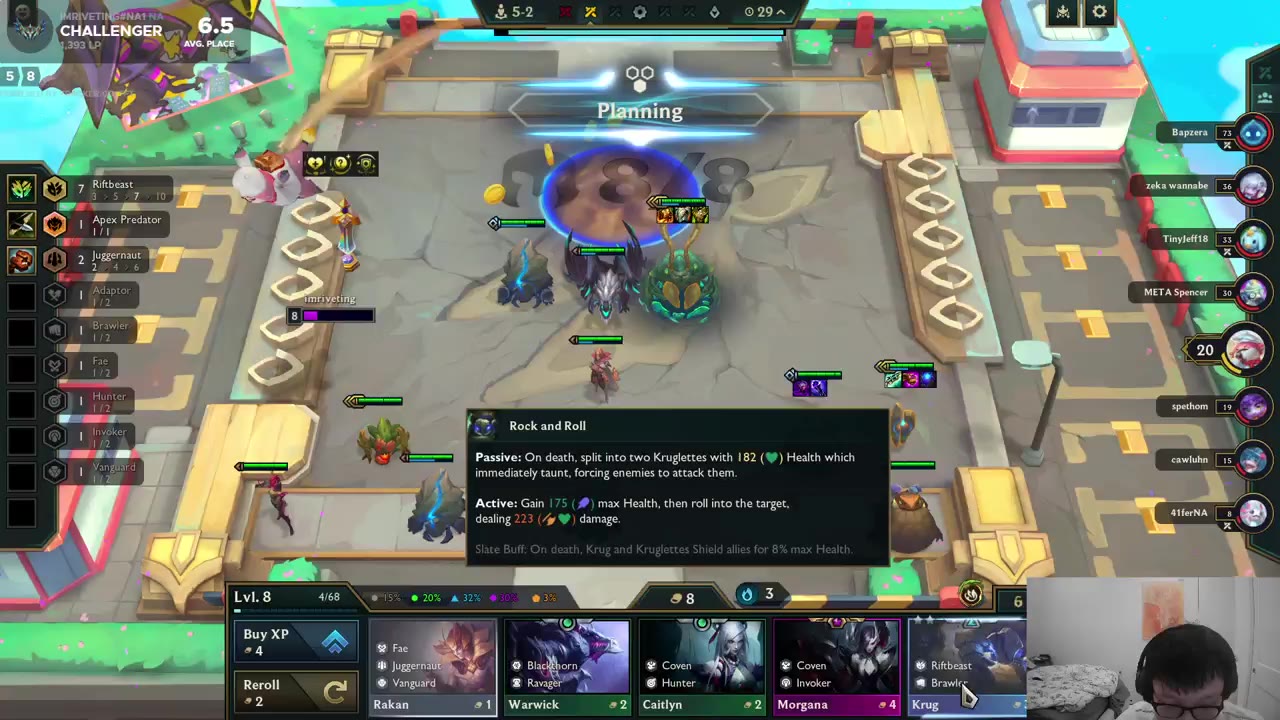 IMRIVETING#NA1 NA
CHALLENGER
1,393 LP
6.5
AVG. PLACE
5 8
5-2
29
Planning
8/8
7 Riftbeast
3 > 5 > 7 > 10
1 Apex Predator
1 / 1
2 Juggernaut
2 > 4 > 6
1 Adaptor
1 / 2
1 Brawler
1 / 2
1 Fae
1 / 2
1 Hunter
1 / 2
1 Invoker
1 / 2
1 Vanguard
1 / 2
imriveting
8
Bapzera 73
zeka wannabe 36
TinyJeff18 33
META Spencer 30
20
spethom 19
cawluhn 15
41ferNA 8
Rock and Roll
Passive: On death, split into two Kruglettes with 182 ( ) Health which
immediately taunt, forcing enemies to attack them.
Active: Gain 175 ( ) max Health, then roll into the target,
dealing 223 ( ) damage.
Slate Buff: On death, Krug and Kruglettes Shield allies for 8% max Health.
Lvl. 8 4/68
15% 20% 32% 30% 3%
8
3
6
Buy XP
4
Reroll
2
Fae
Juggernaut
Vanguard
Rakan 1
Blackthorn
Ravager
Warwick 2
Coven
Hunter
Caitlyn 2
Coven
Invoker
Morgana 4
Riftbeast
Brawler
Krug